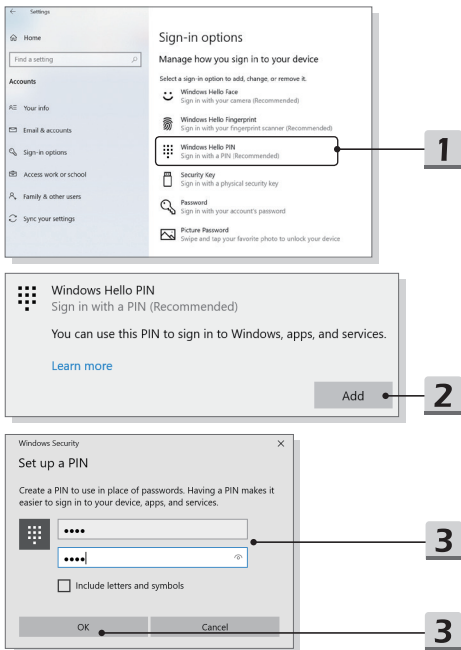 Settings
Home
Find a setting
Accounts
Your info
Email & accounts
Sign-in options
Access work or school
Family & other users
Sync your settings
Sign-in options
Manage how you sign in to your device
Select a sign-in option to add, change, or remove it.
Windows Hello Face
Sign in with your camera (Recommended)
Windows Hello Fingerprint
Sign in with your fingerprint scanner (Recommended)
Windows Hello PIN
Sign in with a PIN (Recommended)
Security Key
Sign in with a physical security key
Password
Sign in with your account's password
Picture Password
Swipe and tap your favorite photo to unlock your device
1
Windows Hello PIN
Sign in with a PIN (Recommended)
You can use this PIN to sign in to Windows, apps, and services.
Learn more
Add
2
Windows Security
Set up a PIN
Create a PIN to use in place of passwords. Having a PIN makes it
easier to sign in to your device, apps, and services.
3
Include letters and symbols
OK Cancel
3